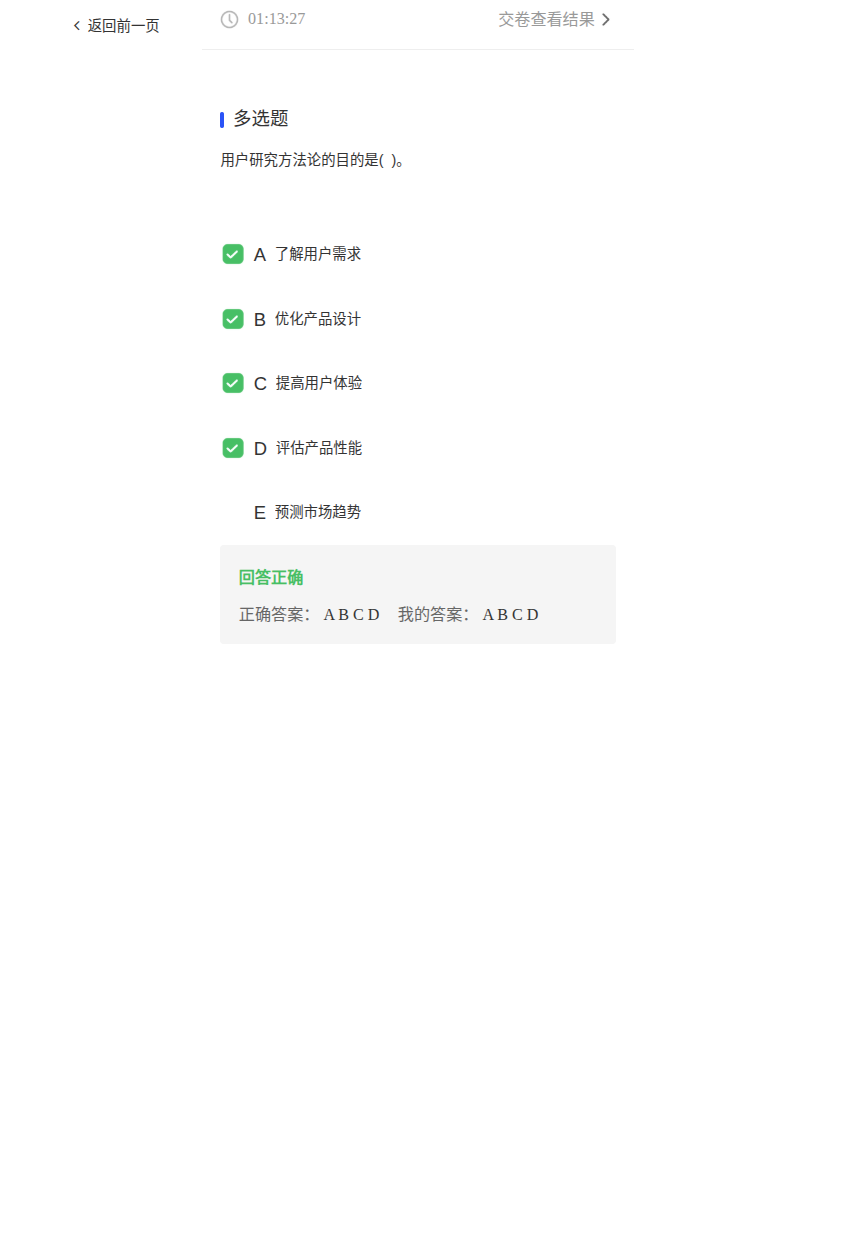 返回前一页
01:13:27 交卷查看结果
多选题
用户研究方法论的目的是( )。
A 了解用户需求
B 优化产品设计
C 提高用户体验
D 评估产品性能
E 预测市场趋势
回答正确
正确答案： A B C D 我的答案： A B C D